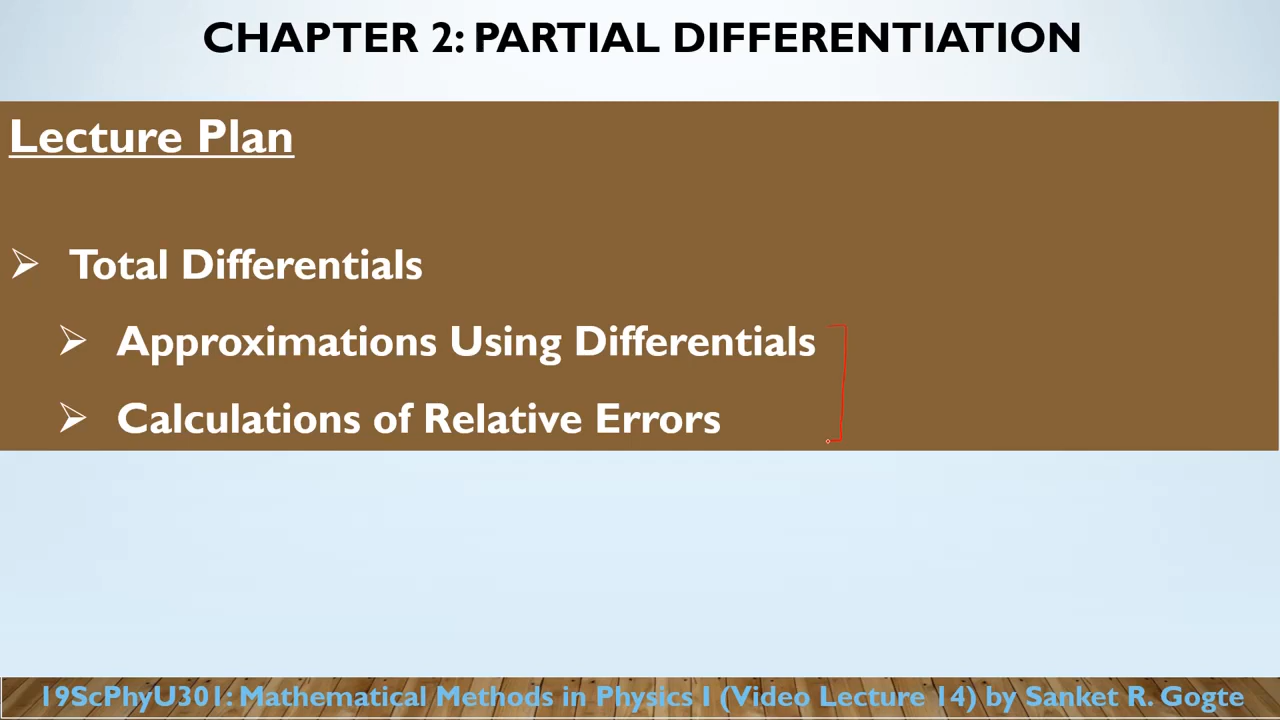 CHAPTER 2: PARTIAL DIFFERENTIATION
Lecture Plan
Total Differentials
Approximations Using Differentials
Calculations of Relative Errors
19ScPhyU301: Mathematical Methods in Physics I (Video Lecture 14) by Sanket R. Gogte